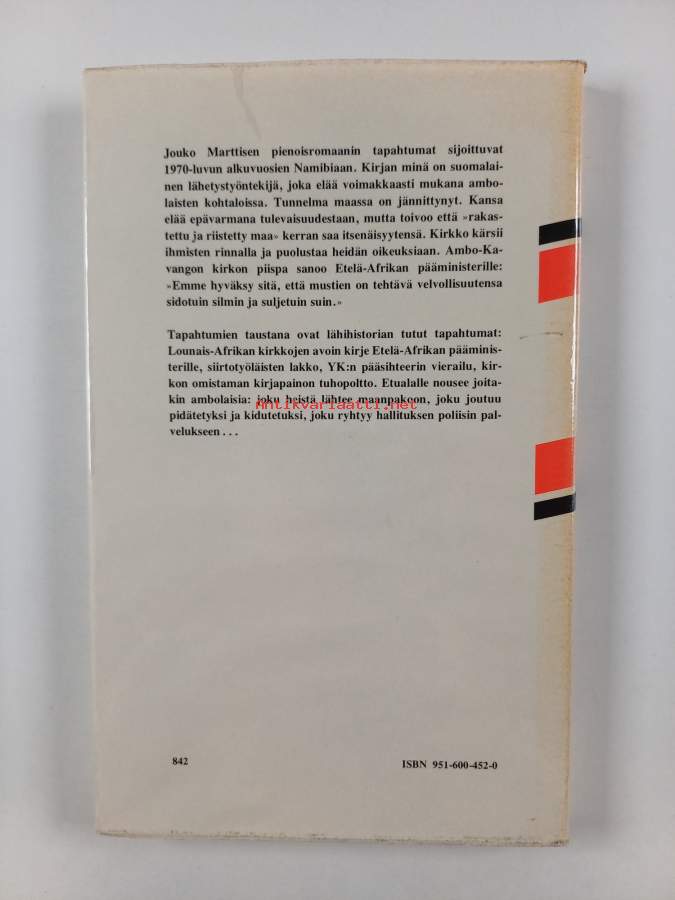 Jouko Marttisen pienoisromaanin tapahtumat sijoittuvat
1970-luvun alkuvuosien Namibiaan. Kirjan minä on suomalai-
nen lähetystyöntekijä, joka elää voimakkaasti mukana ambo-
laisten kohtaloissa. Tunnelma maassa on jännittynyt. Kansa
elää epävarmana tulevaisuudestaan, mutta toivoo että »rakas-
tettu ja riistetty maa» kerran saa itsenäisyytensä. Kirkko kärsii
ihmisten rinnalla ja puolustaa heidän oikeuksiaan. Ambo-Ka-
vangon kirkon piispa sanoo Etelä-Afrikan pääministerille:
»Emme hyväksy sitä, että mustien on tehtävä velvollisuutensa
sidotuin silmin ja suljetuin suin.»
Tapahtumien taustana ovat lähihistorian tutut tapahtumat:
Lounais-Afrikan kirkkojen avoin kirje Etelä-Afrikan pääminis-
terille, siirtotyöläisten lakko, YK:n pääsihteerin vierailu, kir-
kon omistaman kirjapainon tuhopoltto. Etualalle nousee joita-
kin ambolaisia: joku heistä lähtee maanpakoon, joku joutuu
Antikvariaatti.net
pidätetyksi ja kidutetuksi, joku ryhtyy hallituksen poliisin pal-
velukseen . . .
842
ISBN 951-600-452-0